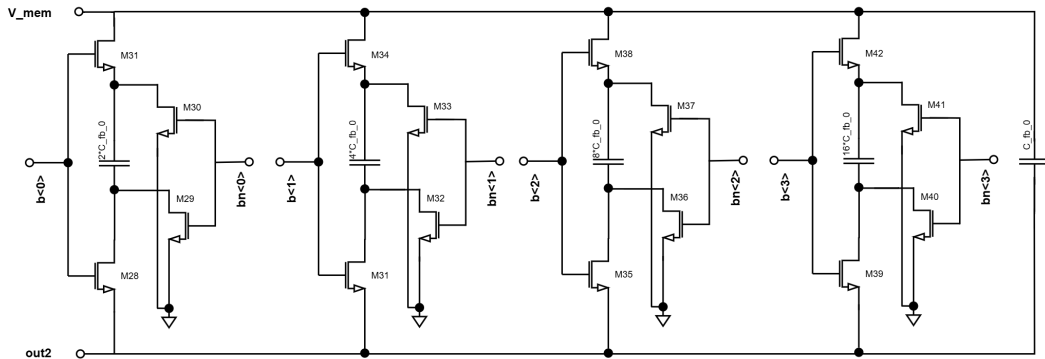 V_mem
M31
M34
M38
M42
M30
M33
M37
M41
2*C_fb_0
4*C_fb_0
8*C_fb_0
16*C_fb_0
C_fb_0
b<0>
bn<0>
b<1>
bn<1>
b<2>
bn<2>
b<3>
bn<3>
M29
M32
M36
M40
M28
M31
M35
M39
out2